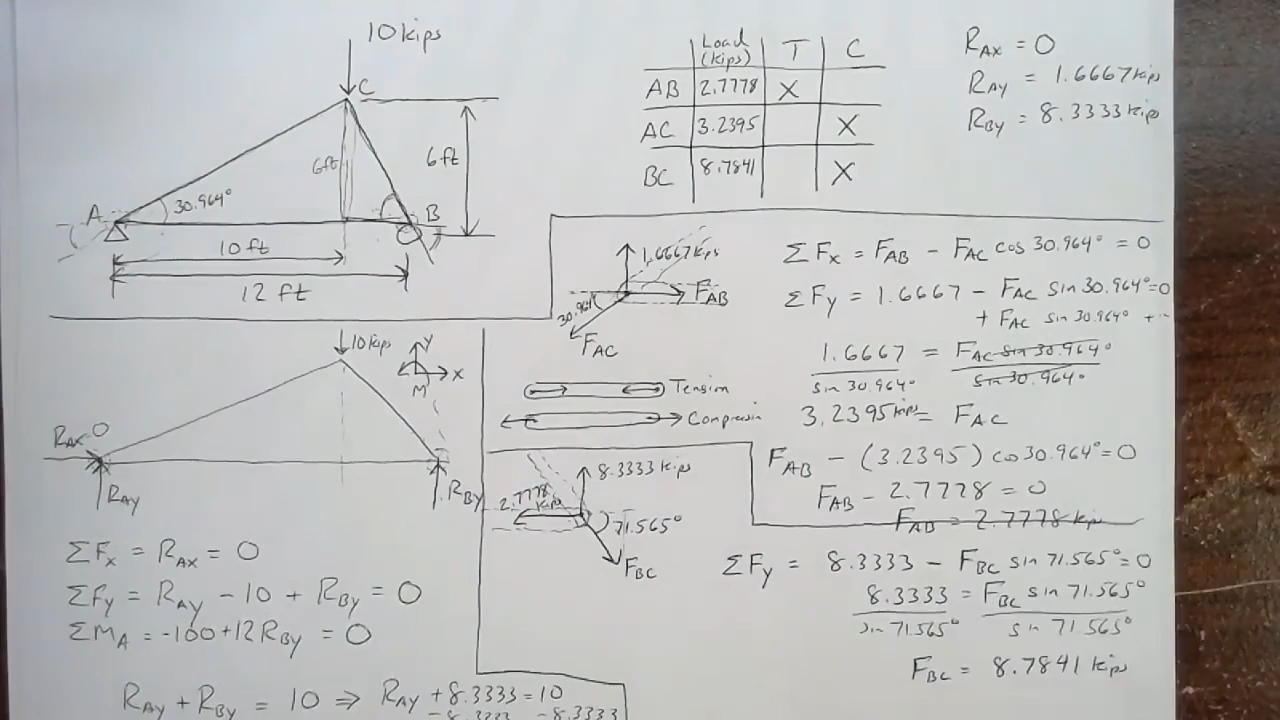 10 kips
C
6ft
6 ft
A
30.964°
B
10 ft
12 ft
Load (kips) T C
AB 2.7778 X
AC 3.2395 X
BC 8.7841 X
R_AX = 0
R_AY = 1.6667 kips
R_BY = 8.3333 kip
1.6667 kips
F_AB
30.964
F_AC
ΣF_X = F_AB - F_AC cos 30.964° = 0
ΣF_Y = 1.6667 - F_AC sin 30.964° = 0
+ F_AC sin 30.964° +
1.6667 = F_AC sin 30.964°
sin 30.964° sin 30.964°
3.2395 kips = F_AC
Tension
F_AB - (3.2395) cos 30.964° = 0
F_AB - 2.7778 = 0
F_AB = 2.7778 kip
10 kips
Y
X
M
R_AX 0
R_AY
R_BY
ΣF_X = R_AX = 0
ΣF_Y = R_AY - 10 + R_BY = 0
ΣM_A = -100 + 12 R_BY = 0
R_AY + R_BY = 10 ⇒ R_AY + 8.3333 = 10
-8.3333 -8.3333
8.3333 kips
2.7778 kips
71.565°
F_BC
ΣF_Y = 8.3333 - F_BC sin 71.565° = 0
8.3333 = F_BC sin 71.565°
sin 71.565° sin 71.565°
F_BC = 8.7841 kip